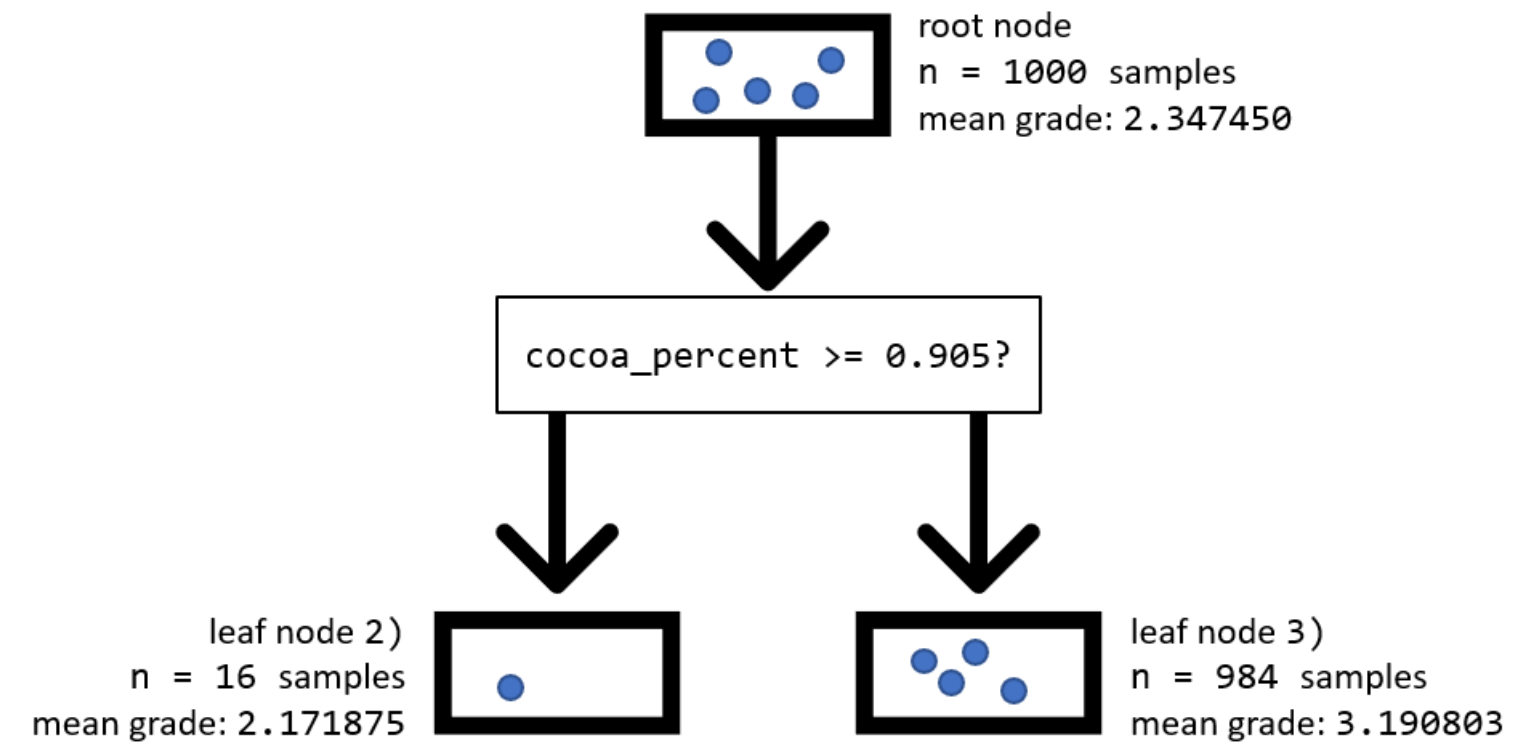 root node
n = 1000 samples
mean grade: 2.347450
cocoa_percent >= 0.905?
leaf node 2)
n = 16 samples
mean grade: 2.171875
leaf node 3)
n = 984 samples
mean grade: 3.190803